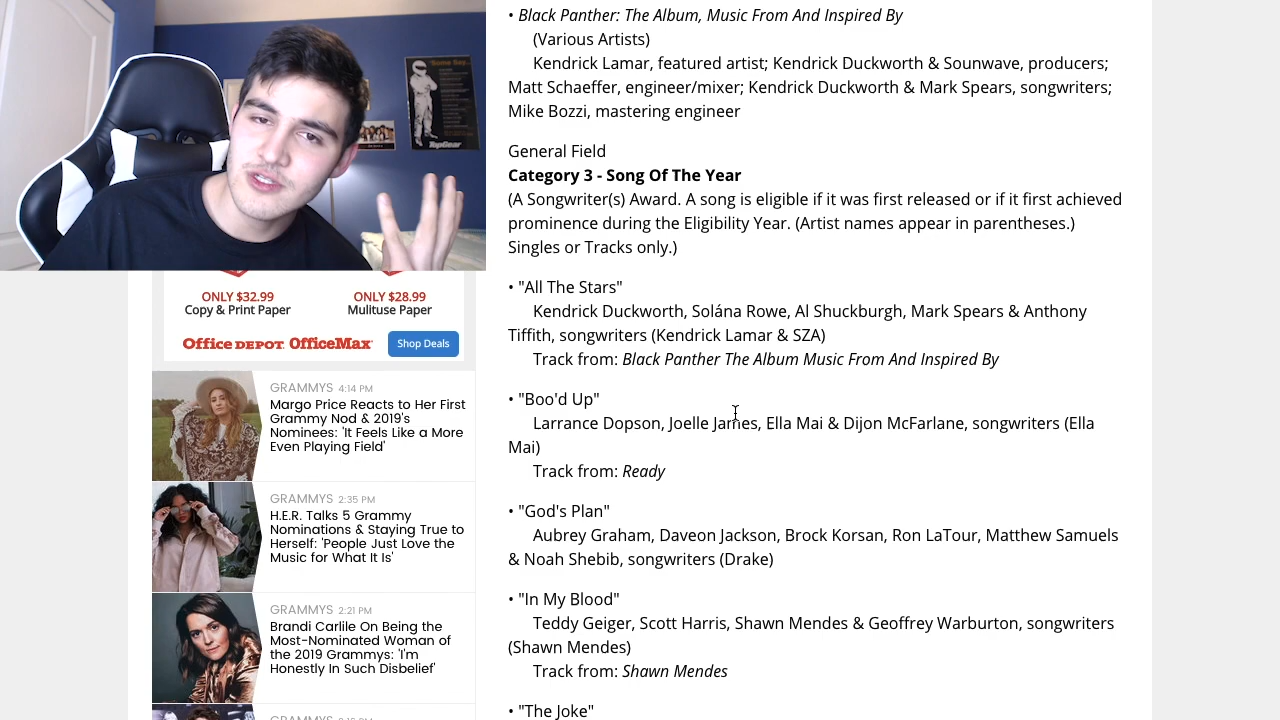 • Black Panther: The Album, Music From And Inspired By
(Various Artists)
Kendrick Lamar, featured artist; Kendrick Duckworth & Sounwave, producers;
Matt Schaeffer, engineer/mixer; Kendrick Duckworth & Mark Spears, songwriters;
Mike Bozzi, mastering engineer
General Field
Category 3 - Song Of The Year
(A Songwriter(s) Award. A song is eligible if it was first released or if it first achieved
prominence during the Eligibility Year. (Artist names appear in parentheses.)
Singles or Tracks only.)
• "All The Stars"
Kendrick Duckworth, Solána Rowe, Al Shuckburgh, Mark Spears & Anthony
Tiffith, songwriters (Kendrick Lamar & SZA)
Track from: Black Panther The Album Music From And Inspired By
• "Boo'd Up"
Larrance Dopson, Joelle James, Ella Mai & Dijon McFarlane, songwriters (Ella
Mai)
Track from: Ready
• "God's Plan"
Aubrey Graham, Daveon Jackson, Brock Korsan, Ron LaTour, Matthew Samuels
& Noah Shebib, songwriters (Drake)
• "In My Blood"
Teddy Geiger, Scott Harris, Shawn Mendes & Geoffrey Warburton, songwriters
(Shawn Mendes)
Track from: Shawn Mendes
• "The Joke"
Some Say...
TopGear
ONLY $32.99
Copy & Print Paper
ONLY $28.99
Mulituse Paper
Office DEPOT OfficeMax
Shop Deals
GRAMMYS 4:14 PM
Margo Price Reacts to Her First
Grammy Nod & 2019's
Nominees: 'It Feels Like a More
Even Playing Field'
GRAMMYS 2:35 PM
H.E.R. Talks 5 Grammy
Nominations & Staying True to
Herself: 'People Just Love the
Music for What It Is'
GRAMMYS 2:21 PM
Brandi Carlile On Being the
Most-Nominated Woman of
the 2019 Grammys: 'I'm
Honestly In Such Disbelief'
GRAMMYS